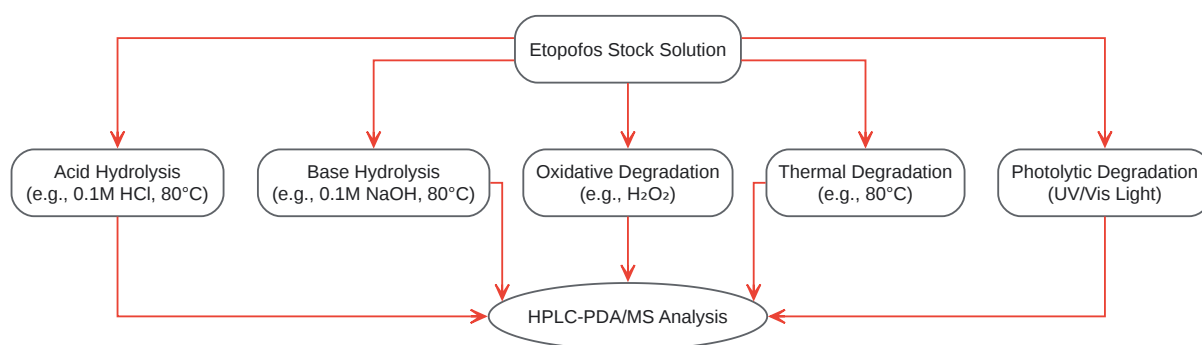 Etopofos Stock Solution
Acid Hydrolysis
(e.g., 0.1M HCl, 80°C)
Base Hydrolysis
(e.g., 0.1M NaOH, 80°C)
Oxidative Degradation
(e.g., H₂O₂)
Thermal Degradation
(e.g., 80°C)
Photolytic Degradation
(UV/Vis Light)
HPLC-PDA/MS Analysis